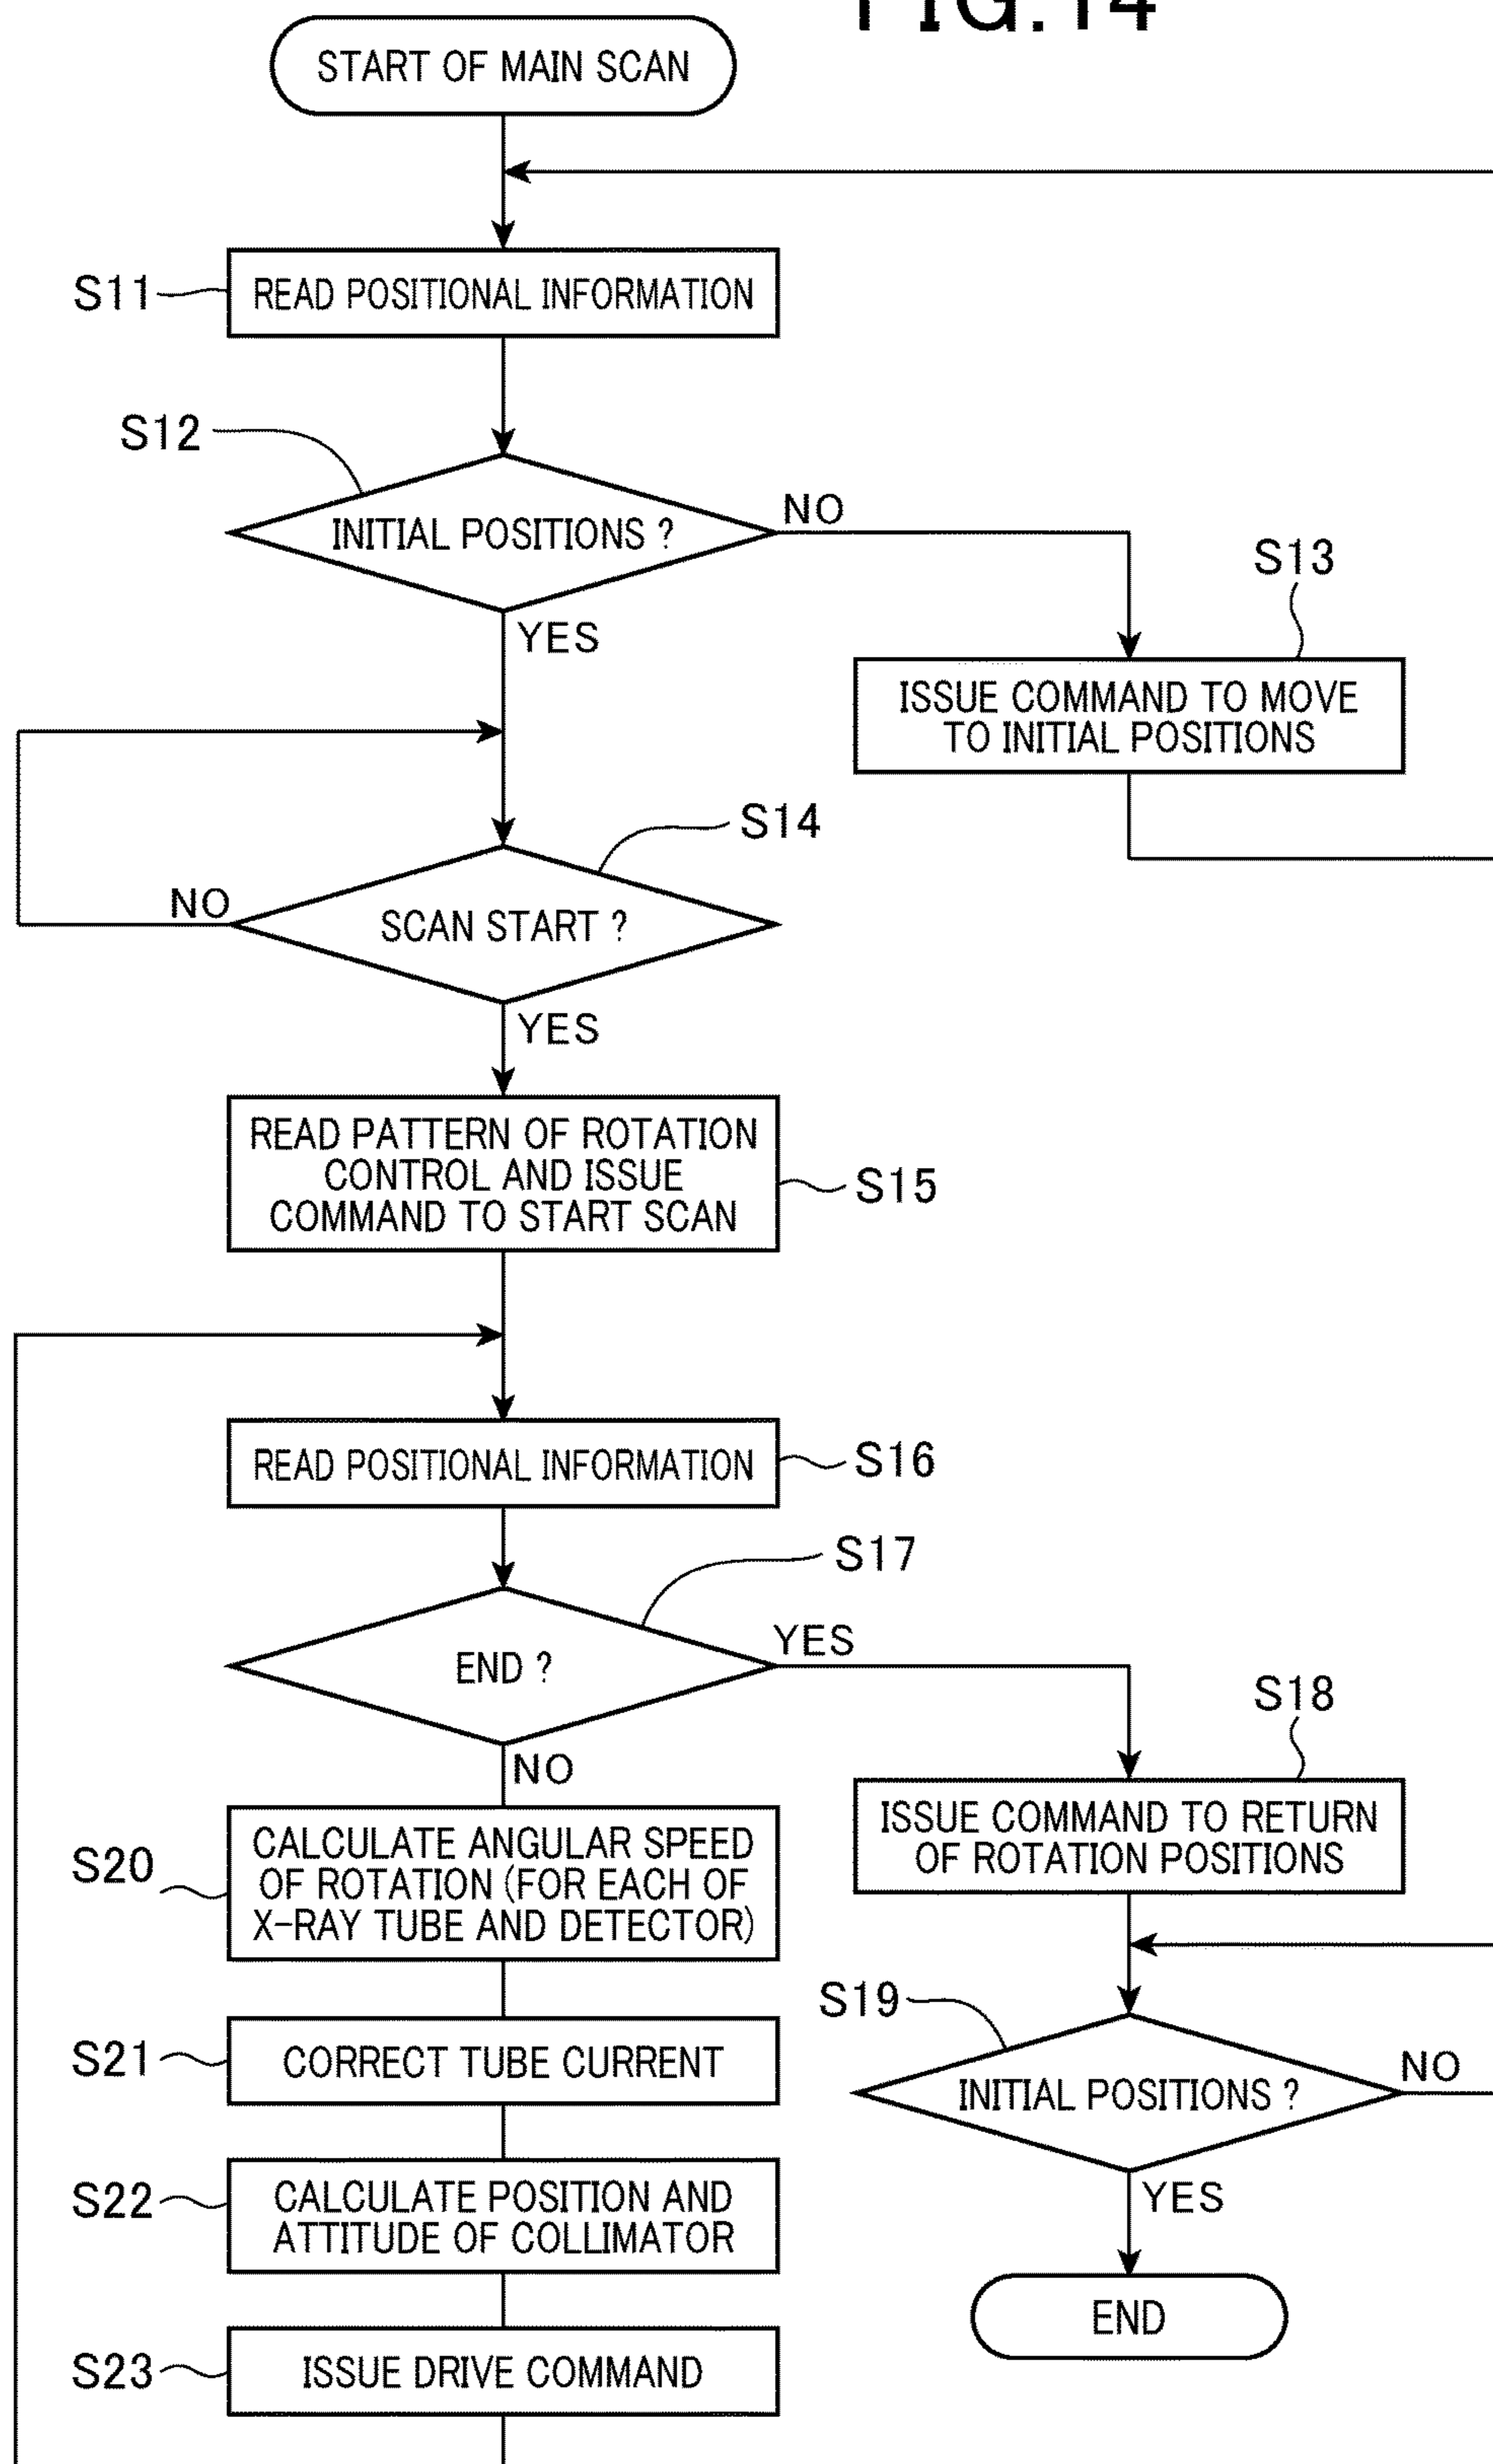 FIG.14
START OF MAIN SCAN
S11
READ POSITIONAL INFORMATION
S12
INITIAL POSITIONS ?
NO
YES
S13
ISSUE COMMAND TO MOVE
TO INITIAL POSITIONS
S14
NO
SCAN START ?
YES
READ PATTERN OF ROTATION
CONTROL AND ISSUE
COMMAND TO START SCAN
S15
READ POSITIONAL INFORMATION
S16
S17
END ?
YES
NO
S18
ISSUE COMMAND TO RETURN
OF ROTATION POSITIONS
S20
CALCULATE ANGULAR SPEED
OF ROTATION (FOR EACH OF
X-RAY TUBE AND DETECTOR)
S19
INITIAL POSITIONS ?
NO
YES
S21
CORRECT TUBE CURRENT
S22
CALCULATE POSITION AND
ATTITUDE OF COLLIMATOR
END
S23
ISSUE DRIVE COMMAND